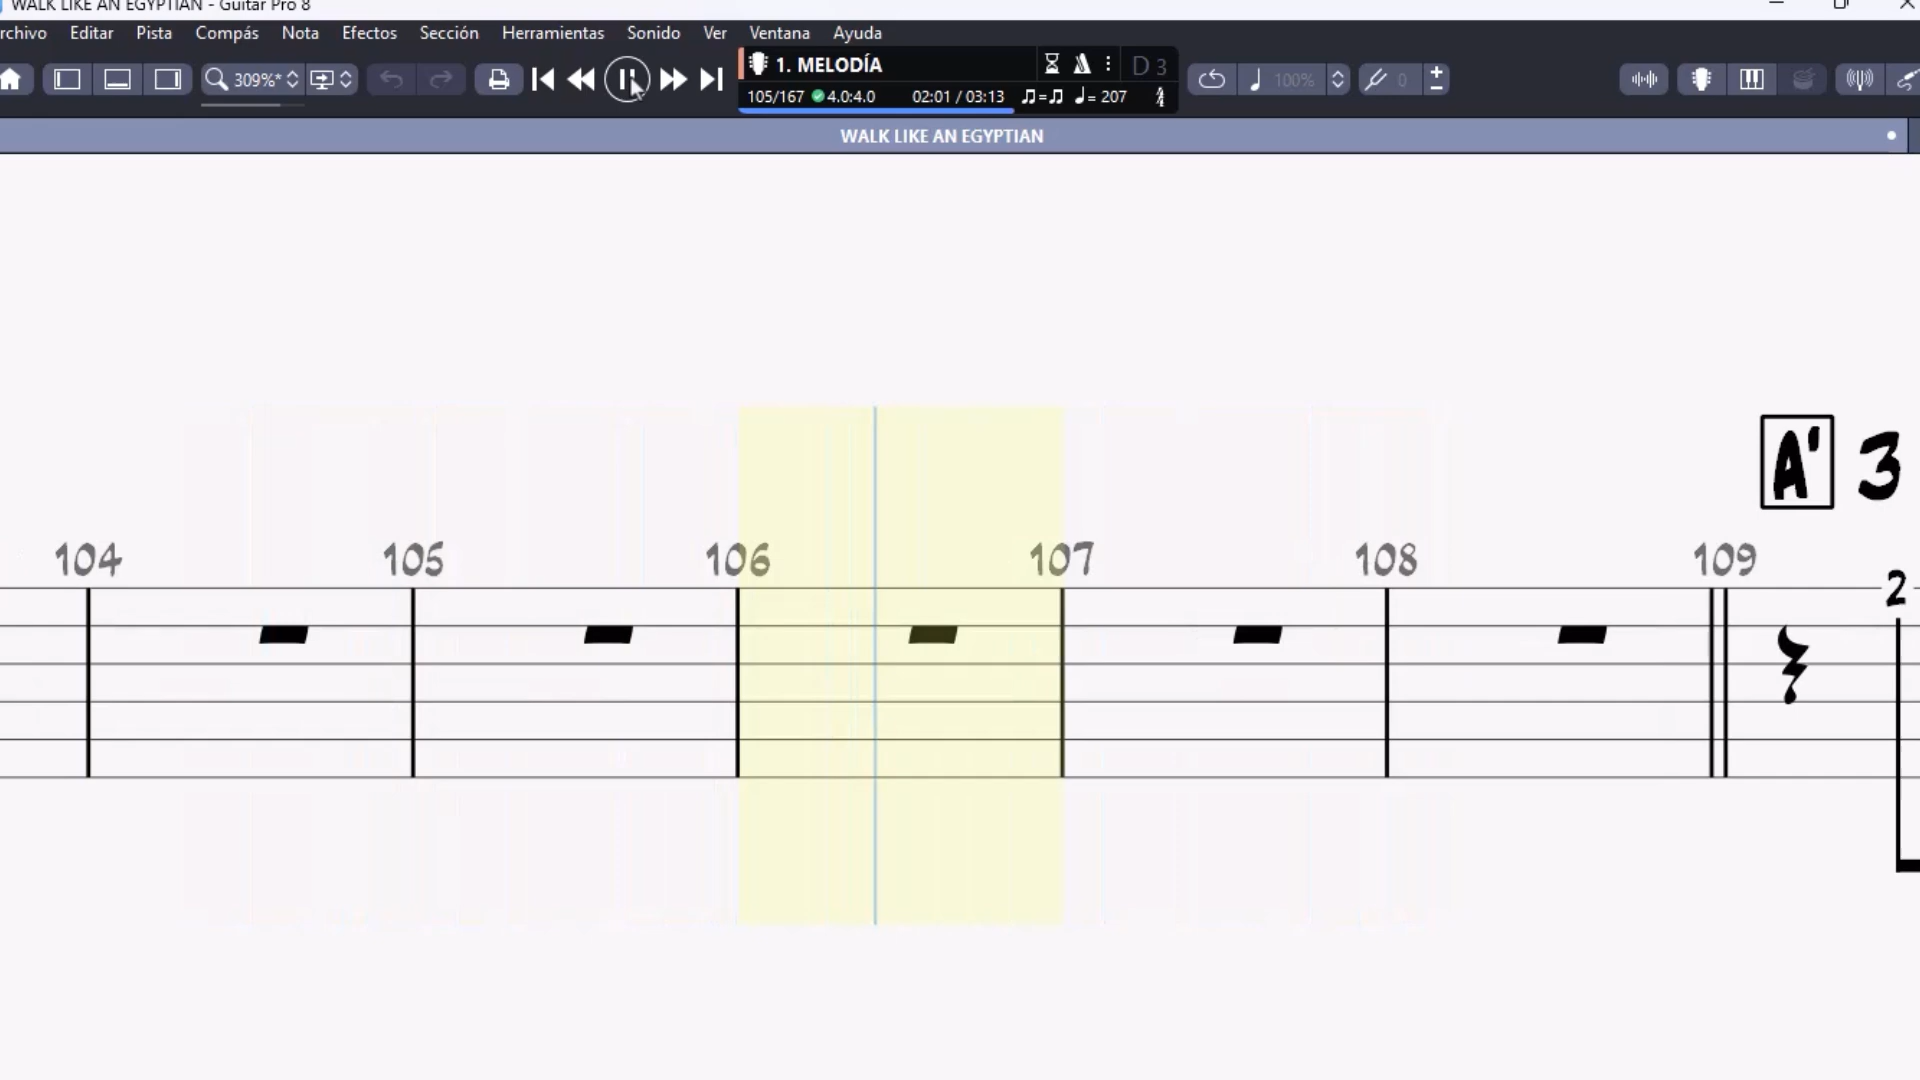 WALK LIKE AN EGYPTIAN - Guitar Pro 8
rchivo Editar Pista Compás Nota Efectos Sección Herramientas Sonido Ver Ventana Ayuda
309%* 1. MELODÍA D 3 100% 0
105/167 4.0:4.0 02:01 / 03:13 ♫=♫ ♩= 207
WALK LIKE AN EGYPTIAN
A' 3
104 105 106 107 108 109
2